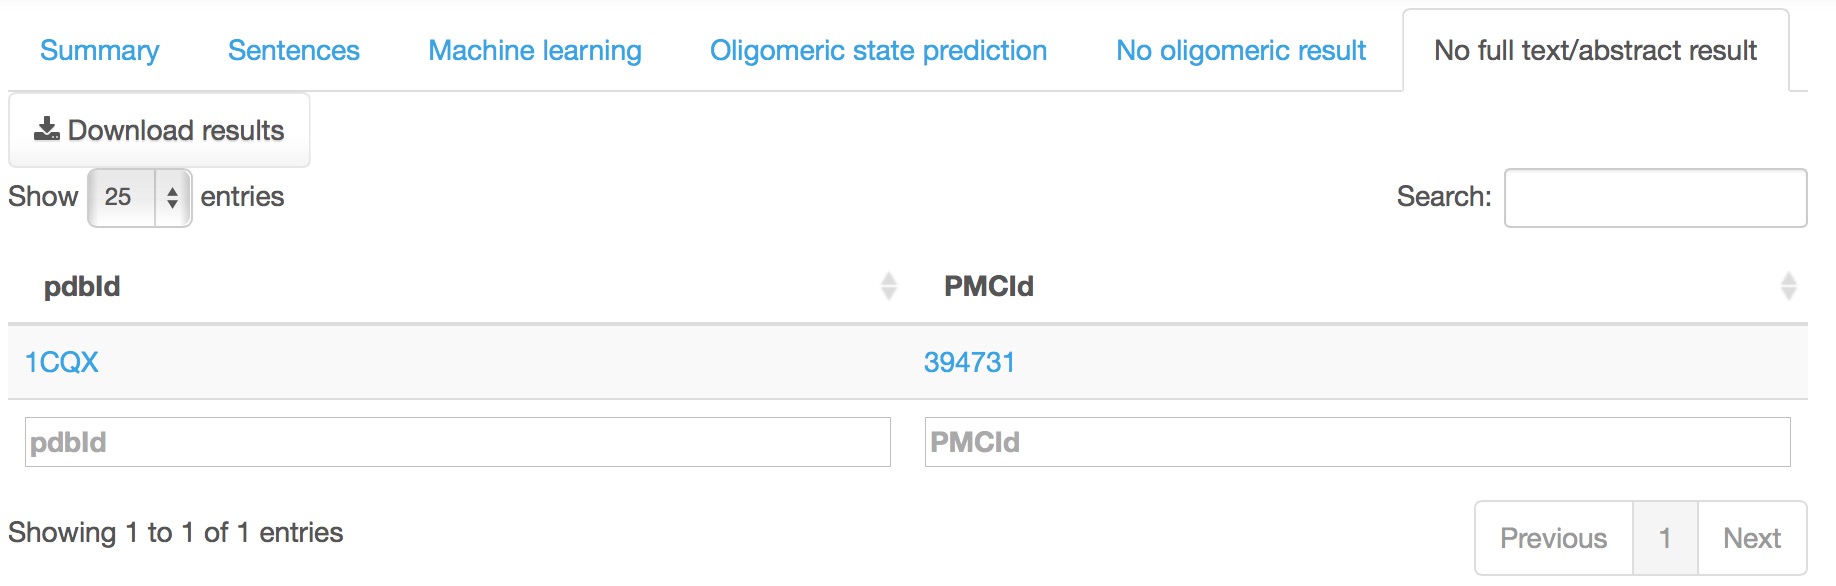 Summary Sentences Machine learning Oligomeric state prediction No oligomeric result No full text/abstract result
Download results
Show 25 entries Search:
pdbId PMCId
1CQX 394731
pdbId PMCId
Showing 1 to 1 of 1 entries Previous 1 Next